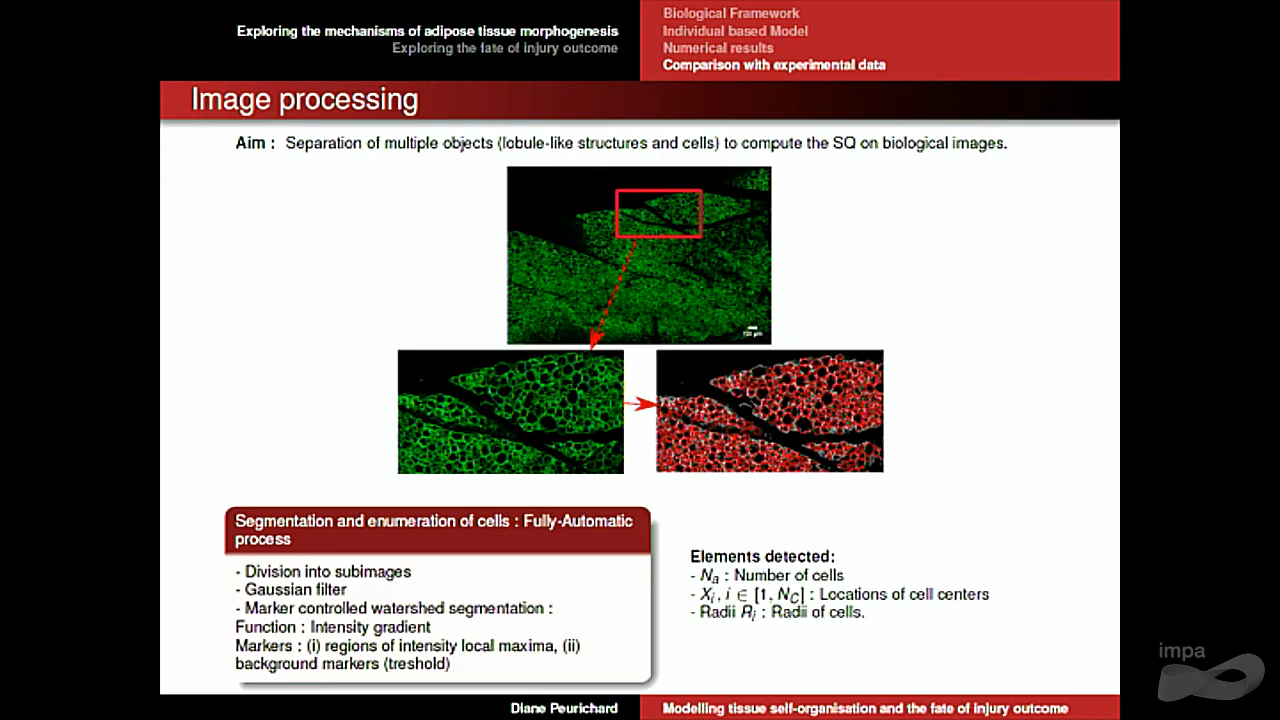 Exploring the mechanisms of adipose tissue morphogenesis
Exploring the fate of injury outcome
Biological Framework
Individual based Model
Numerical results
Comparison with experimental data
Image processing
Aim : Separation of multiple objects (lobule-like structures and cells) to compute the SQ on biological images.
100 µm
Segmentation and enumeration of cells : Fully-Automatic
process
- Division into subimages
- Gaussian filter
- Marker controlled watershed segmentation :
Function : Intensity gradient
Markers : (i) regions of intensity local maxima, (ii)
background markers (treshold)
Elements detected:
- Na : Number of cells
- Xi, i ∈ [1, NC] : Locations of cell centers
- Radii Ri : Radii of cells.
impa
Diane Peurichard
Modelling tissue self-organisation and the fate of injury outcome